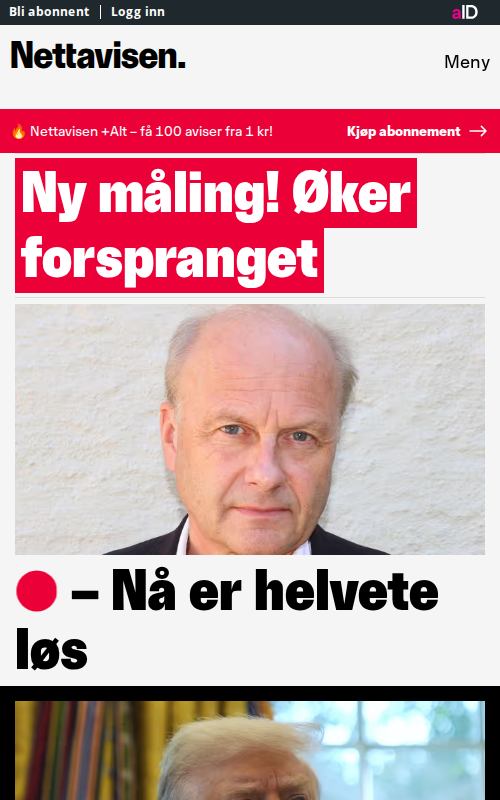 Bli abonnent | Logg inn
aID
Nettavisen.
Meny
🔥 Nettavisen +Alt – få 100 aviser fra 1 kr!
Kjøp abonnement →
Ny måling! Øker
forspranget
– Nå er helvete
løs